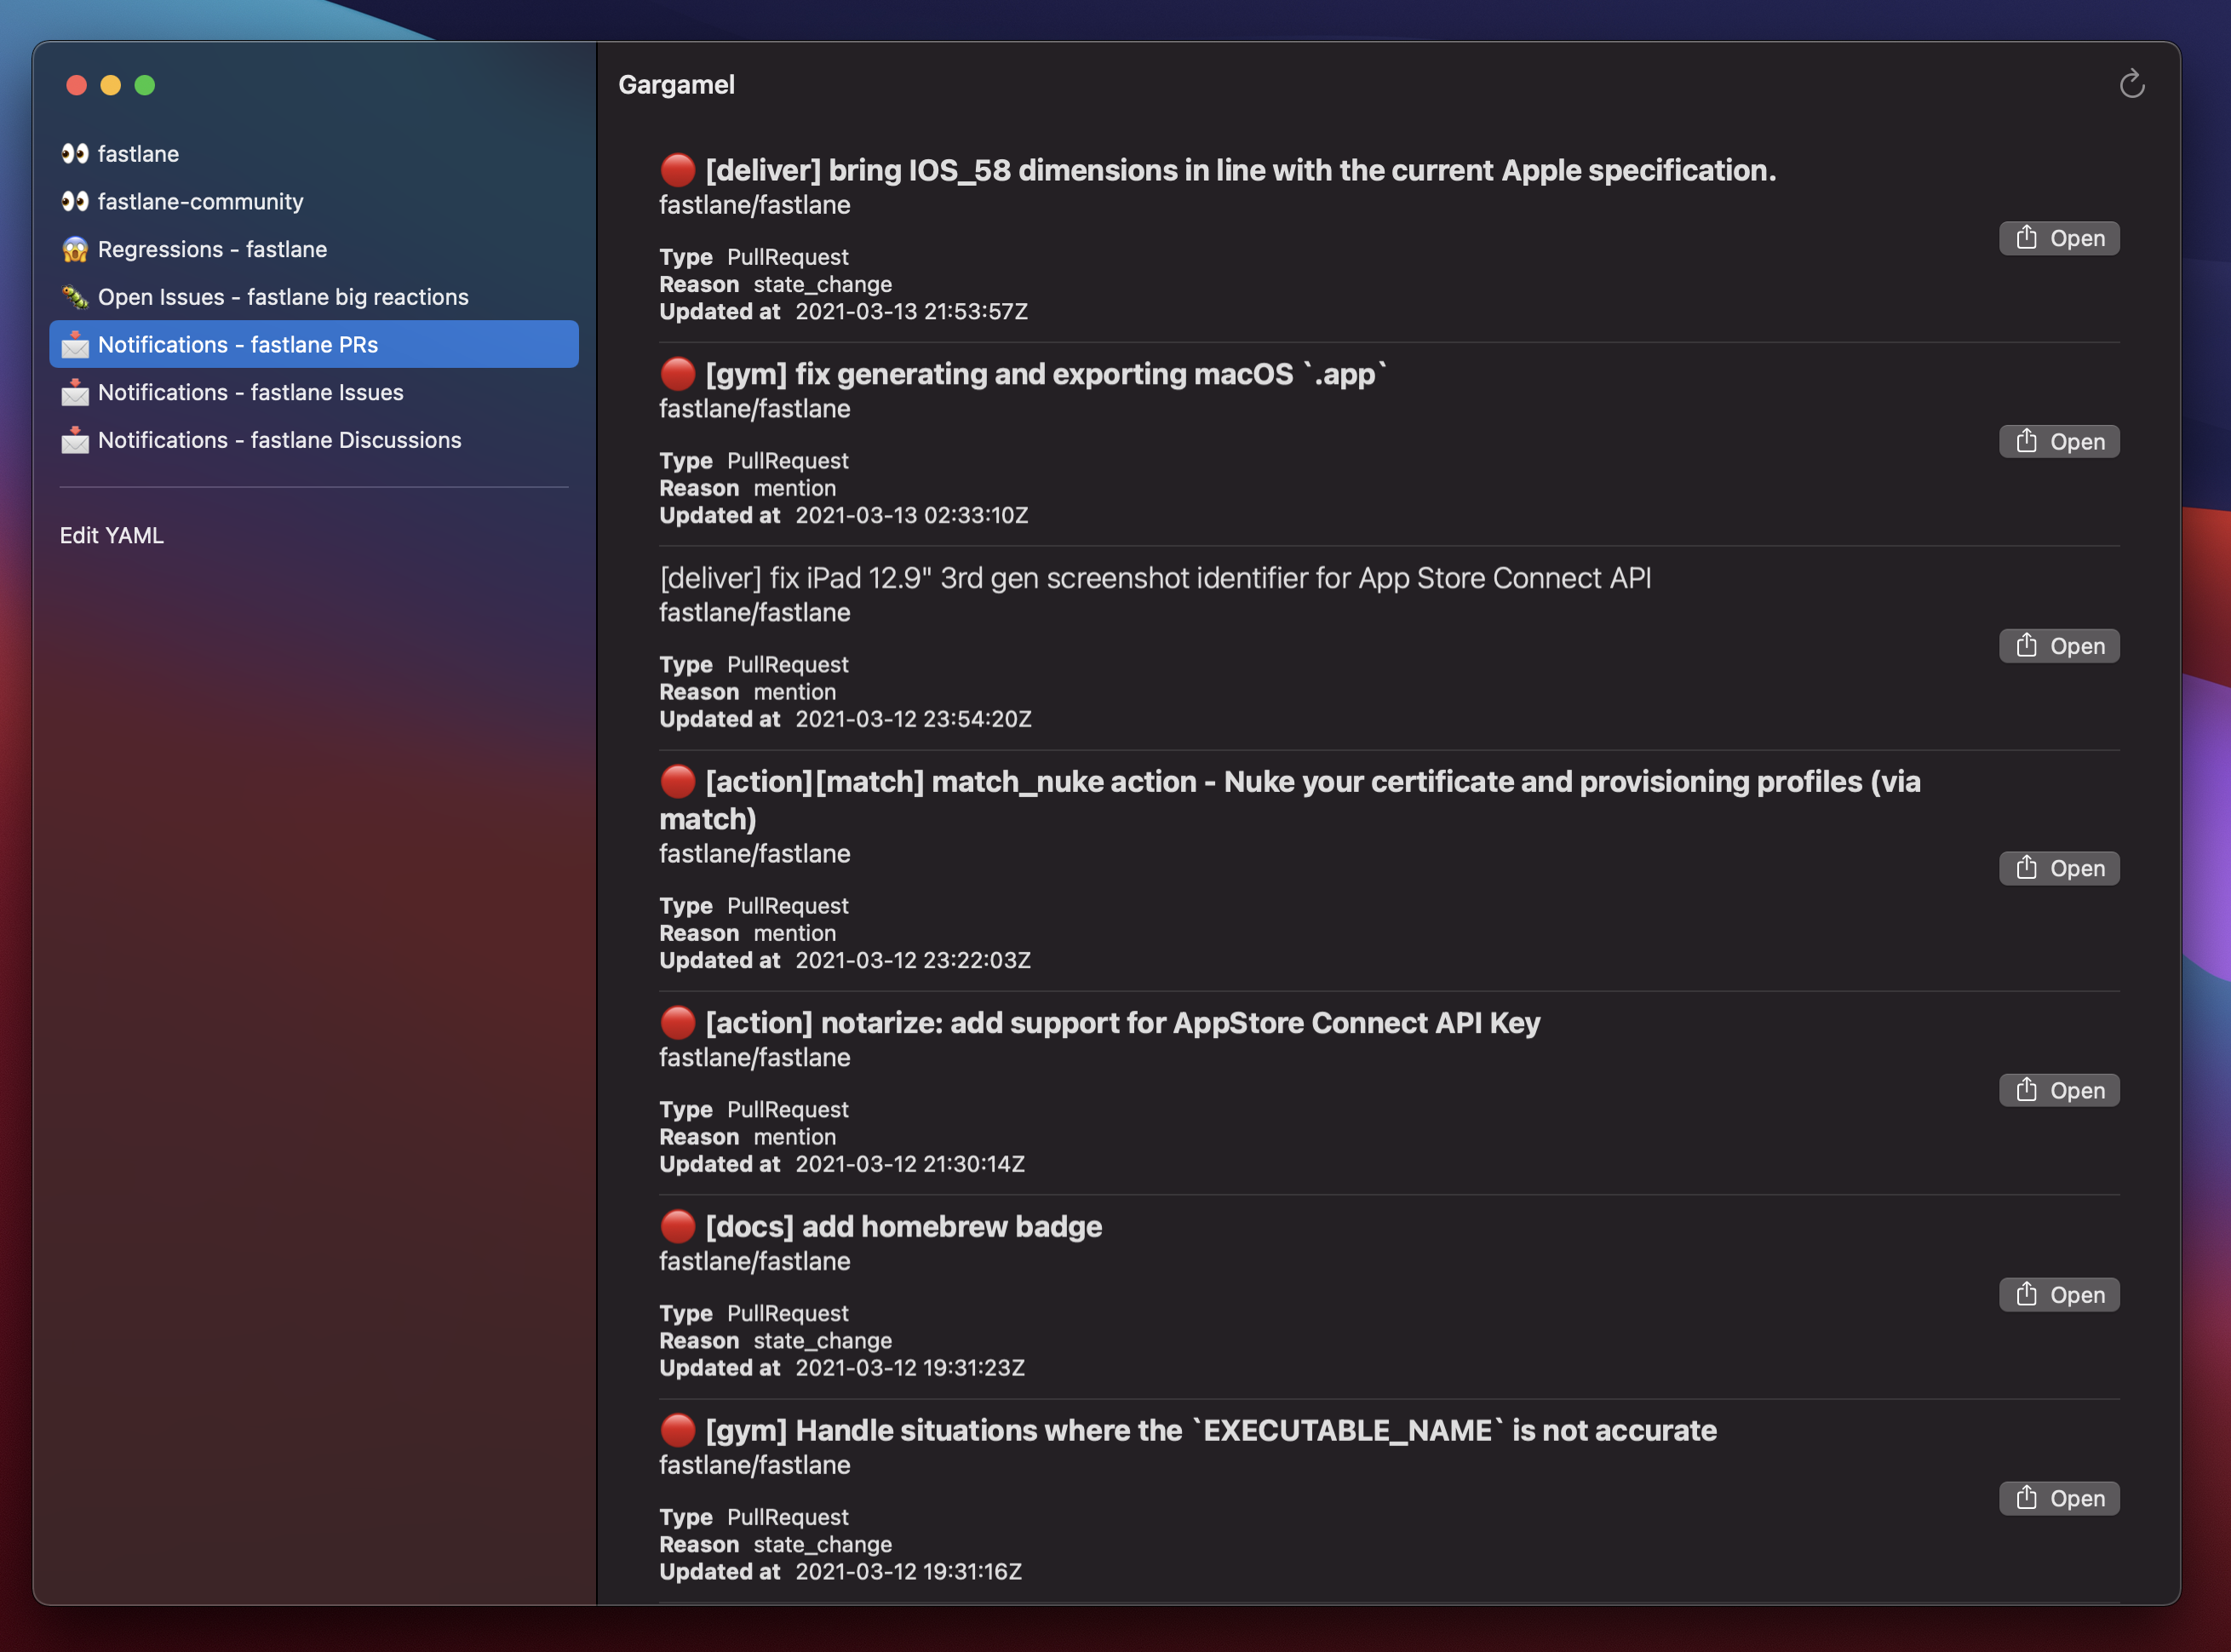 fastlane
fastlane-community
Regressions - fastlane
Open Issues - fastlane big reactions
Notifications - fastlane PRs
Notifications - fastlane Issues
Notifications - fastlane Discussions
Edit YAML
Gargamel
[deliver] bring IOS_58 dimensions in line with the current Apple specification.
fastlane/fastlane
Type PullRequest
Reason state_change
Updated at 2021-03-13 21:53:57Z
Open
[gym] fix generating and exporting macOS `.app`
fastlane/fastlane
Type PullRequest
Reason mention
Updated at 2021-03-13 02:33:10Z
Open
[deliver] fix iPad 12.9" 3rd gen screenshot identifier for App Store Connect API
fastlane/fastlane
Type PullRequest
Reason mention
Updated at 2021-03-12 23:54:20Z
Open
[action][match] match_nuke action - Nuke your certificate and provisioning profiles (via
match)
fastlane/fastlane
Type PullRequest
Reason mention
Updated at 2021-03-12 23:22:03Z
Open
[action] notarize: add support for AppStore Connect API Key
fastlane/fastlane
Type PullRequest
Reason mention
Updated at 2021-03-12 21:30:14Z
Open
[docs] add homebrew badge
fastlane/fastlane
Type PullRequest
Reason state_change
Updated at 2021-03-12 19:31:23Z
Open
[gym] Handle situations where the `EXECUTABLE_NAME` is not accurate
fastlane/fastlane
Type PullRequest
Reason state_change
Updated at 2021-03-12 19:31:16Z
Open